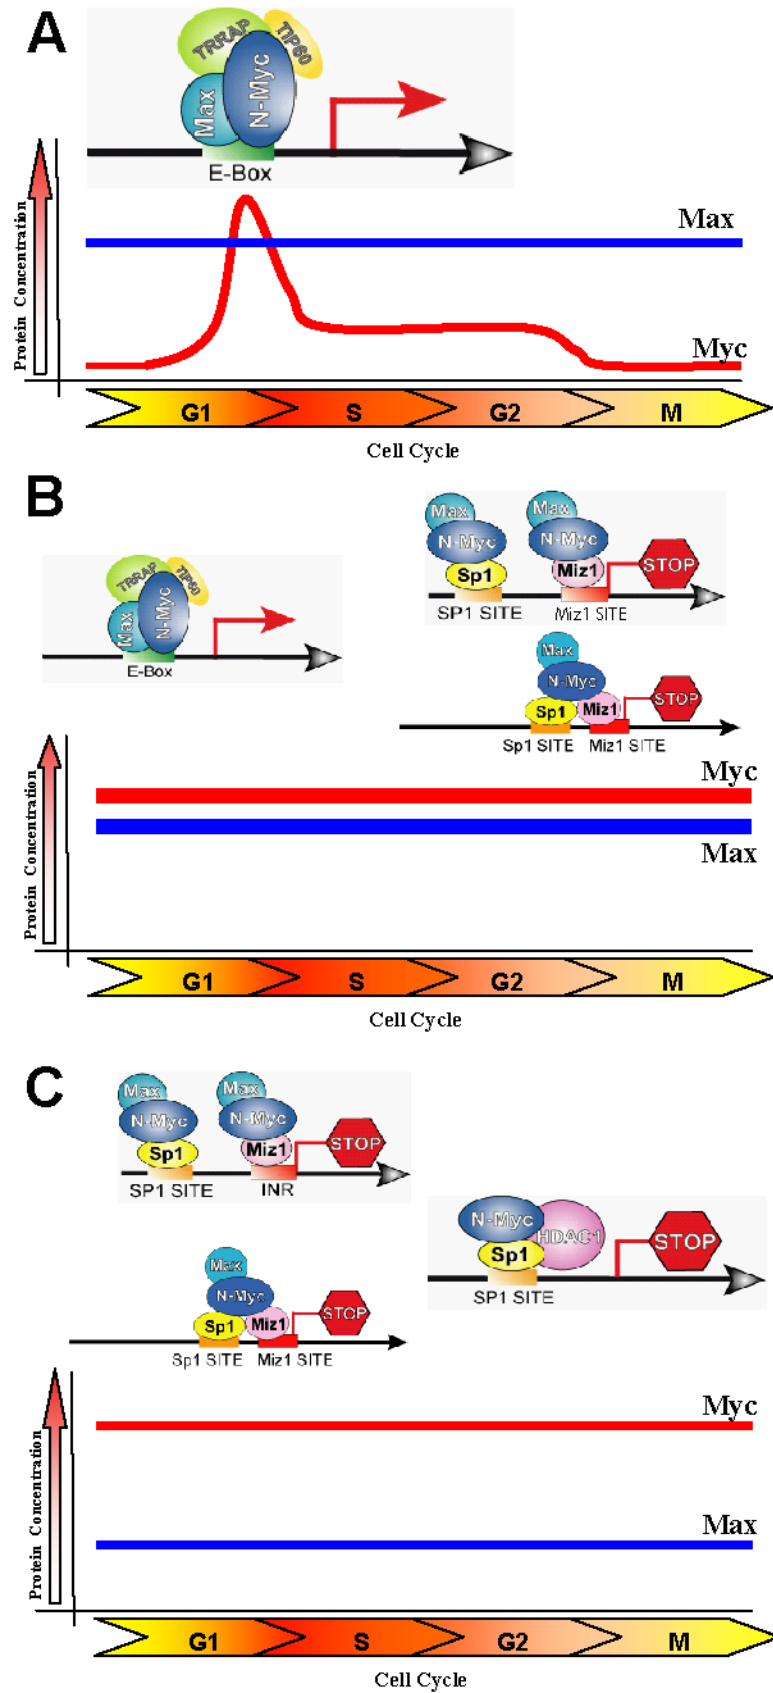 A
TRRAP
TIP60
Max
N-Myc
E-Box
Protein Concentration
Max
Myc
G1 S G2 M
Cell Cycle
B
Max
Max
N-Myc
N-Myc
Sp1
Miz1
STOP
SP1 SITE
Miz1 SITE
TRRAP
TIP60
Max
N-Myc
E-Box
Max
N-Myc
Sp1
Miz1
STOP
Sp1 SITE
Miz1 SITE
Protein Concentration
Myc
Max
G1 S G2 M
Cell Cycle
C
Max
Max
N-Myc
N-Myc
Sp1
Miz1
STOP
SP1 SITE
INR
N-Myc
HDAC1
Sp1
STOP
SP1 SITE
Max
N-Myc
Sp1
Miz1
STOP
Sp1 SITE
Miz1 SITE
Protein Concentration
Myc
Max
G1 S G2 M
Cell Cycle